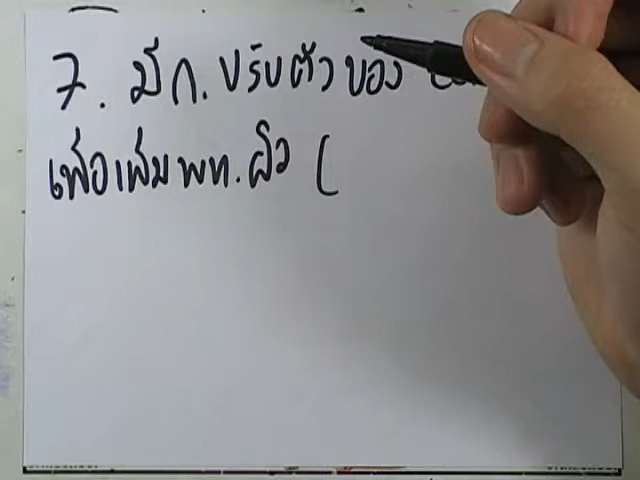 7. มี ก. ปรับตัว ของ
เพื่อเพิ่ม พท. ผิว (